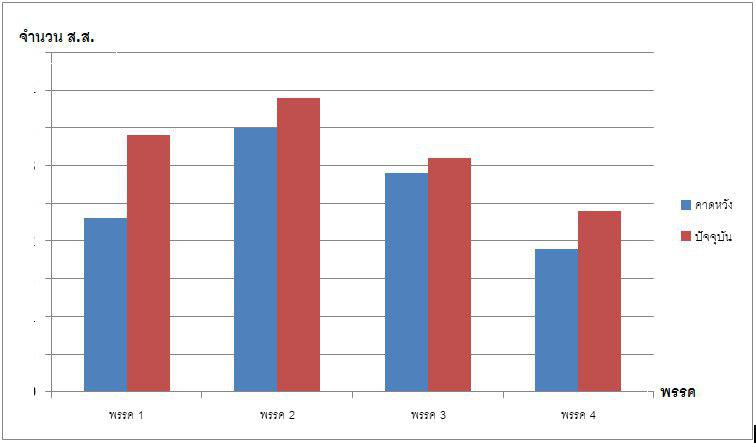 จำนวน ส.ส.
0
คาดหวัง
ปัจจุบัน
พรรค
พรรค 1
พรรค 2
พรรค 3
พรรค 4